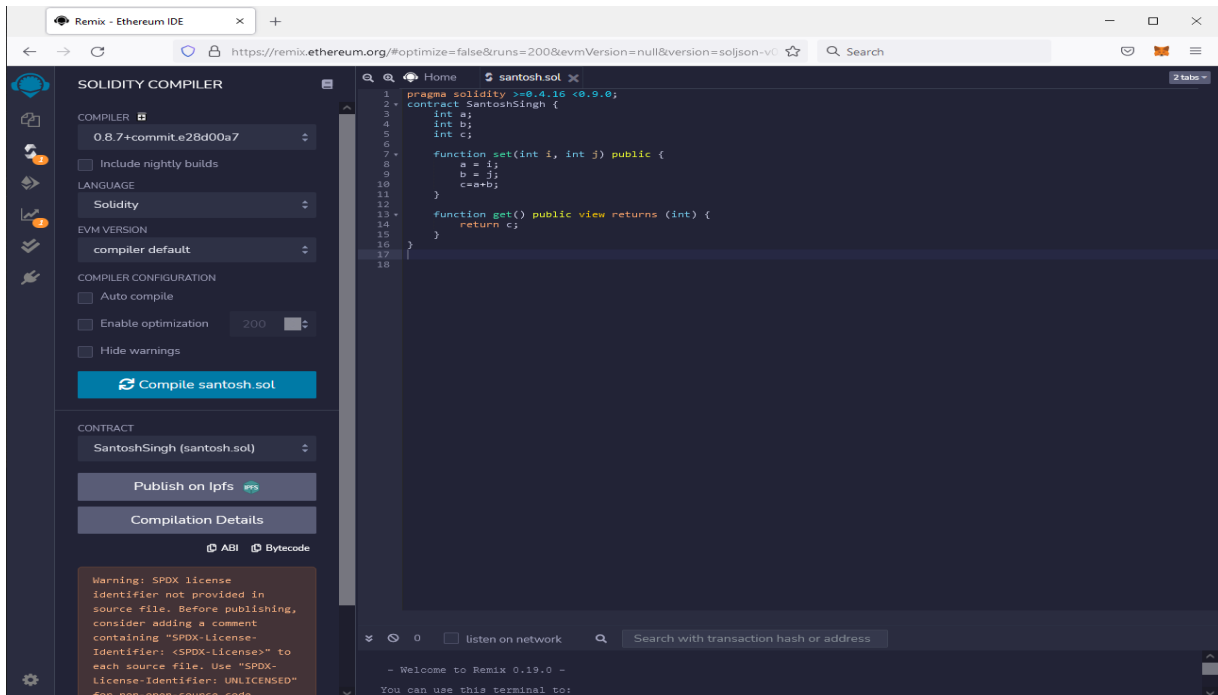 Remix - Ethereum IDE
https://remix.ethereum.org/#optimize=false&runs=200&evmVersion=null&version=soljson-v0
Search
SOLIDITY COMPILER
COMPILER
0.8.7+commit.e28d00a7
Include nightly builds
LANGUAGE
Solidity
EVM VERSION
compiler default
COMPILER CONFIGURATION
Auto compile
Enable optimization 200
Hide warnings
Compile santosh.sol
CONTRACT
SantoshSingh (santosh.sol)
Publish on Ipfs IPFS
Compilation Details
ABI Bytecode
Warning: SPDX license
identifier not provided in
source file. Before publishing,
consider adding a comment
containing "SPDX-License-
Identifier: <SPDX-License>" to
each source file. Use "SPDX-
License-Identifier: UNLICENSED"
for non-open-source code.
Home santosh.sol 2 tabs
1 pragma solidity >=0.4.16 <0.9.0;
2 contract SantoshSingh {
3 int a;
4 int b;
5 int c;
6
7 function set(int i, int j) public {
8 a = i;
9 b = j;
10 c=a+b;
11 }
12
13 function get() public view returns (int) {
14 return c;
15 }
16 }
17
18
0 listen on network Search with transaction hash or address
- Welcome to Remix 0.19.0 -
You can use this terminal to: